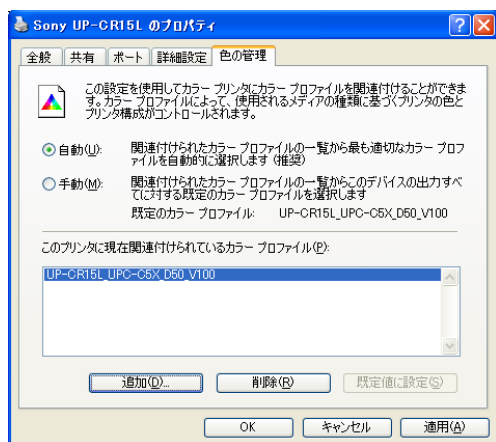 Sony UP-CR15L のプロパティ
全般 共有 ポート 詳細設定 色の管理
この設定を使用してカラー プリンタにカラー プロファイルを関連付けることができま
す。カラー プロファイルによって、使用されるメディアの種類に基づくプリンタの色と
プリンタ構成がコントロールされます。
自動(U): 関連付けられたカラー プロファイルの一覧から最も適切なカラー プロフ
ァイルを自動的に選択します (推奨)
手動(M): 関連付けられたカラー プロファイルの一覧からこのデバイスの出力すべ
てに対する既定のカラー プロファイルを選択します
既定のカラー プロファイル: UP-CR15L_UPC-C5X_D50_V100
このプリンタに現在関連付けられているカラー プロファイル(P):
UP-CR15L_UPC-C5X_D50_V100
追加(D)... 削除(R) 既定値に設定(S)
OK キャンセル 適用(A)